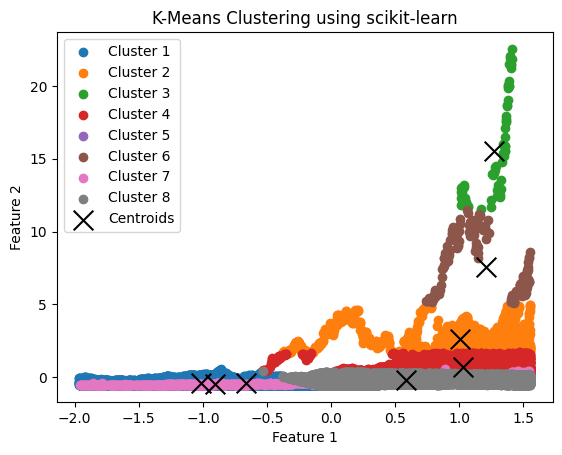 K-Means Clustering using scikit-learn
Cluster 1
Cluster 2
Cluster 3
Cluster 4
Cluster 5
Cluster 6
Cluster 7
Cluster 8
Centroids
Feature 2
20
15
10
5
0
−2.0 −1.5 −1.0 −0.5 0.0 0.5 1.0 1.5
Feature 1